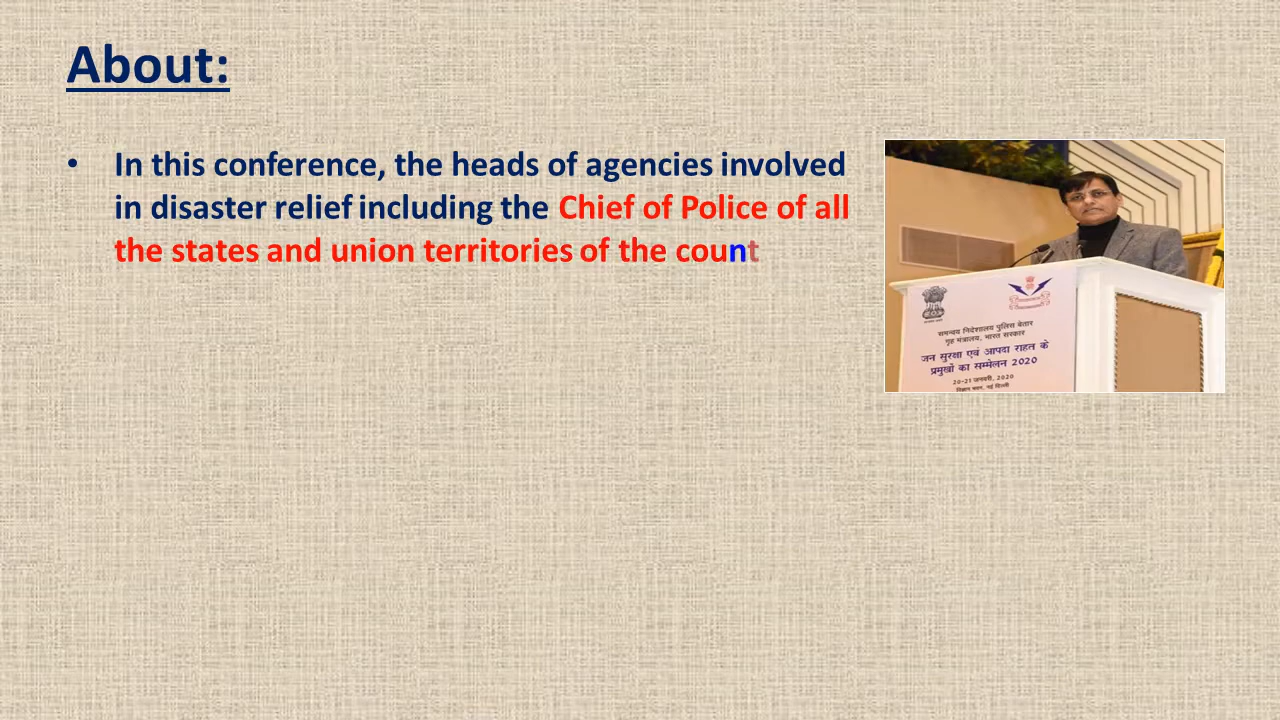 About:
• In this conference, the heads of agencies involved
in disaster relief including the Chief of Police of all
the states and union territories of the count
समन्वय निदेशालय पुलिस बेतार
गृह मंत्रालय, भारत सरकार
जन सुरक्षा एवं आपदा राहत के
प्रमुखों का सम्मेलन 2020
20-21 जनवरी, 2020
विज्ञान भवन, नई दिल्ली